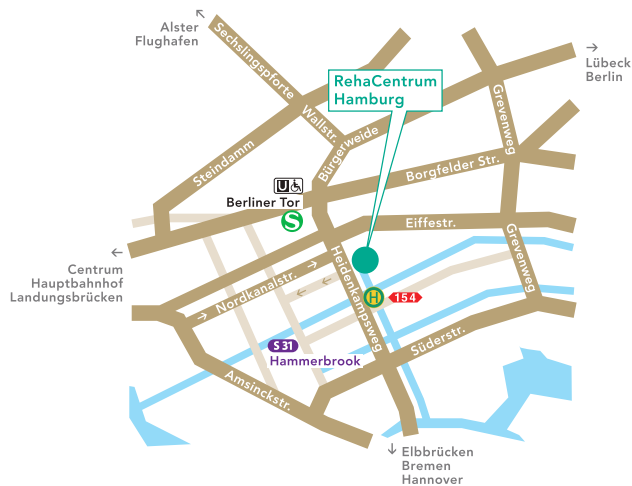 ↖
Alster
Flughafen
Sechslingspforte
→
Lübeck
Berlin
RehaCentrum
Hamburg
Wallstr.
Bürgerweide
Grevenweg
Steindamm
Borgfelder Str.
U
Berliner Tor
S
Eiffestr.
Grevenweg
←
Centrum
Hauptbahnhof
Landungsbrücken
Heidenkampsweg
→ Nordkanalstr. →
← ←
H
154
S 31
Hammerbrook
Süderstr.
Amsinckstr.
↓ Elbbrücken
Bremen
Hannover